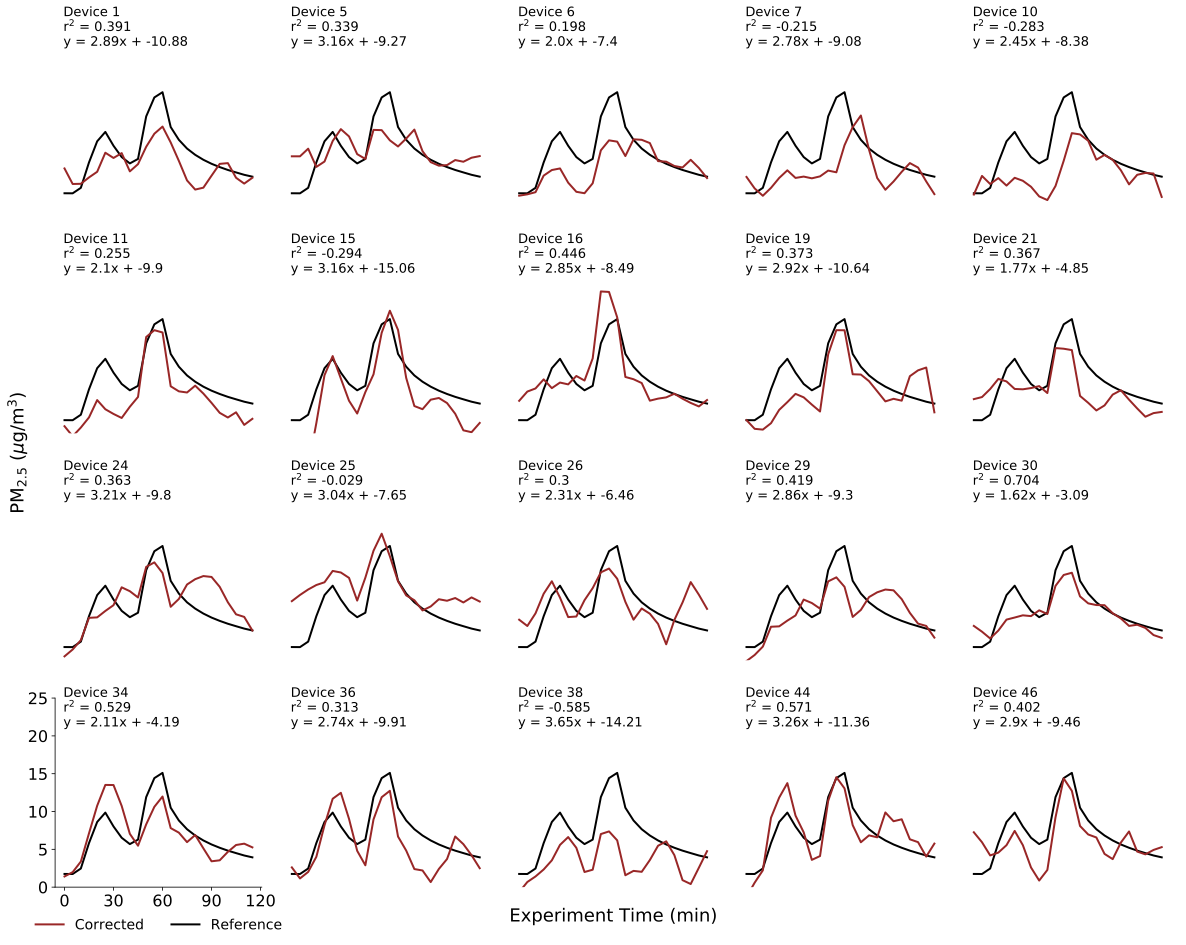 Device 1
r² = 0.391
y = 2.89x + -10.88
Device 5
r² = 0.339
y = 3.16x + -9.27
Device 6
r² = 0.198
y = 2.0x + -7.4
Device 7
r² = -0.215
y = 2.78x + -9.08
Device 10
r² = -0.283
y = 2.45x + -8.38
Device 11
r² = 0.255
y = 2.1x + -9.9
Device 15
r² = -0.294
y = 3.16x + -15.06
Device 16
r² = 0.446
y = 2.85x + -8.49
Device 19
r² = 0.373
y = 2.92x + -10.64
Device 21
r² = 0.367
y = 1.77x + -4.85
PM₂.₅ (μg/m³)
Device 24
r² = 0.363
y = 3.21x + -9.8
Device 25
r² = -0.029
y = 3.04x + -7.65
Device 26
r² = 0.3
y = 2.31x + -6.46
Device 29
r² = 0.419
y = 2.86x + -9.3
Device 30
r² = 0.704
y = 1.62x + -3.09
Device 34
r² = 0.529
y = 2.11x + -4.19
Device 36
r² = 0.313
y = 2.74x + -9.91
Device 38
r² = -0.585
y = 3.65x + -14.21
Device 44
r² = 0.571
y = 3.26x + -11.36
Device 46
r² = 0.402
y = 2.9x + -9.46
25
20
15
10
5
0
0 30 60 90 120
Experiment Time (min)
Corrected Reference